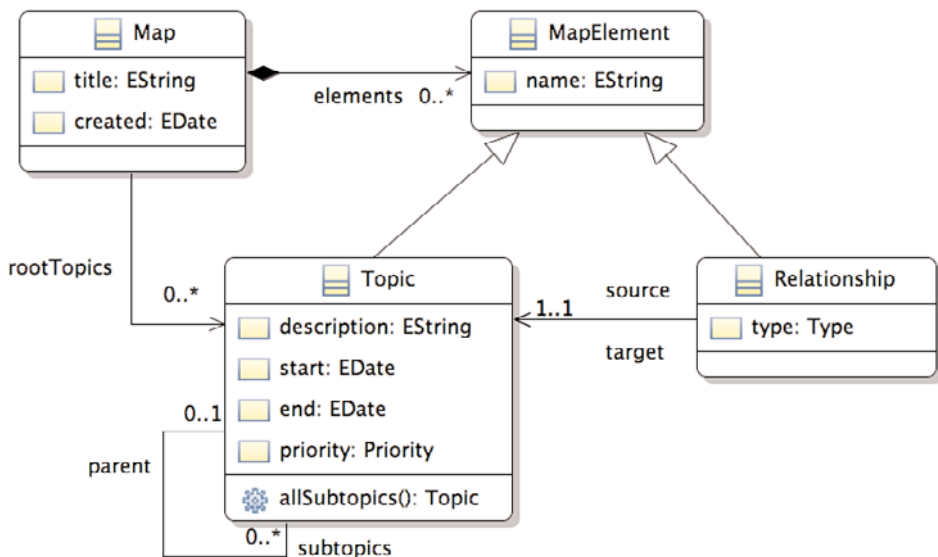 Map
title: EString
created: EDate
elements 0..*
MapElement
name: EString
rootTopics
0..*
Topic
description: EString
start: EDate
end: EDate
priority: Priority
allSubtopics(): Topic
source
1..1
target
Relationship
type: Type
0..1
parent
0..*
subtopics